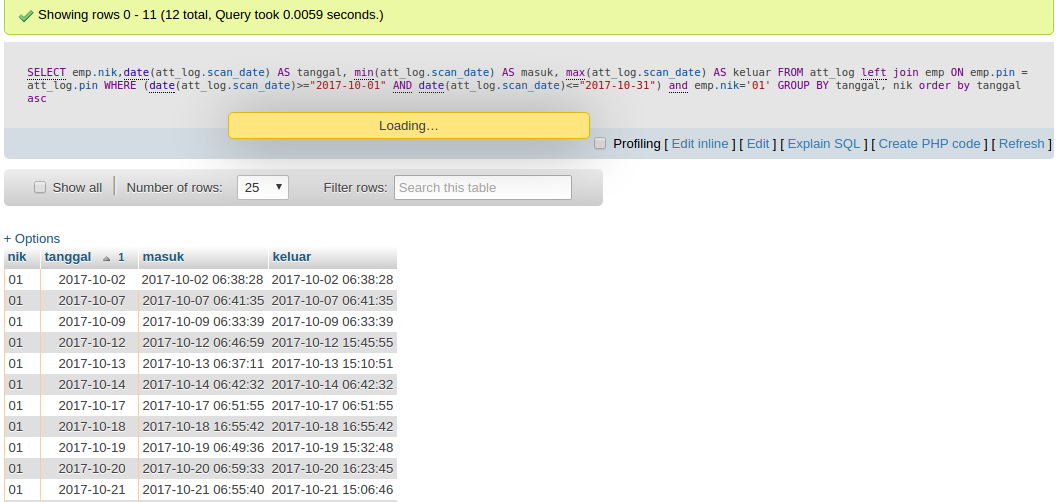 Showing rows 0 - 11 (12 total, Query took 0.0059 seconds.)
SELECT emp.nik,date(att_log.scan_date) AS tanggal, min(att_log.scan_date) AS masuk, max(att_log.scan_date) AS keluar FROM att_log left join emp ON emp.pin =
att_log.pin WHERE (date(att_log.scan_date)>="2017-10-01" AND date(att_log.scan_date)<="2017-10-31") and emp.nik='01' GROUP BY tanggal, nik order by tanggal
asc
Loading…
Profiling [ Edit inline ] [ Edit ] [ Explain SQL ] [ Create PHP code ] [ Refresh ]
Show all Number of rows: 25 Filter rows: Search this table
+ Options
nik tanggal 1 masuk keluar
01 2017-10-02 2017-10-02 06:38:28 2017-10-02 06:38:28
01 2017-10-07 2017-10-07 06:41:35 2017-10-07 06:41:35
01 2017-10-09 2017-10-09 06:33:39 2017-10-09 06:33:39
01 2017-10-12 2017-10-12 06:46:59 2017-10-12 15:45:55
01 2017-10-13 2017-10-13 06:37:11 2017-10-13 15:10:51
01 2017-10-14 2017-10-14 06:42:32 2017-10-14 06:42:32
01 2017-10-17 2017-10-17 06:51:55 2017-10-17 06:51:55
01 2017-10-18 2017-10-18 16:55:42 2017-10-18 16:55:42
01 2017-10-19 2017-10-19 06:49:36 2017-10-19 15:32:48
01 2017-10-20 2017-10-20 06:59:33 2017-10-20 16:23:45
01 2017-10-21 2017-10-21 06:55:40 2017-10-21 15:06:46